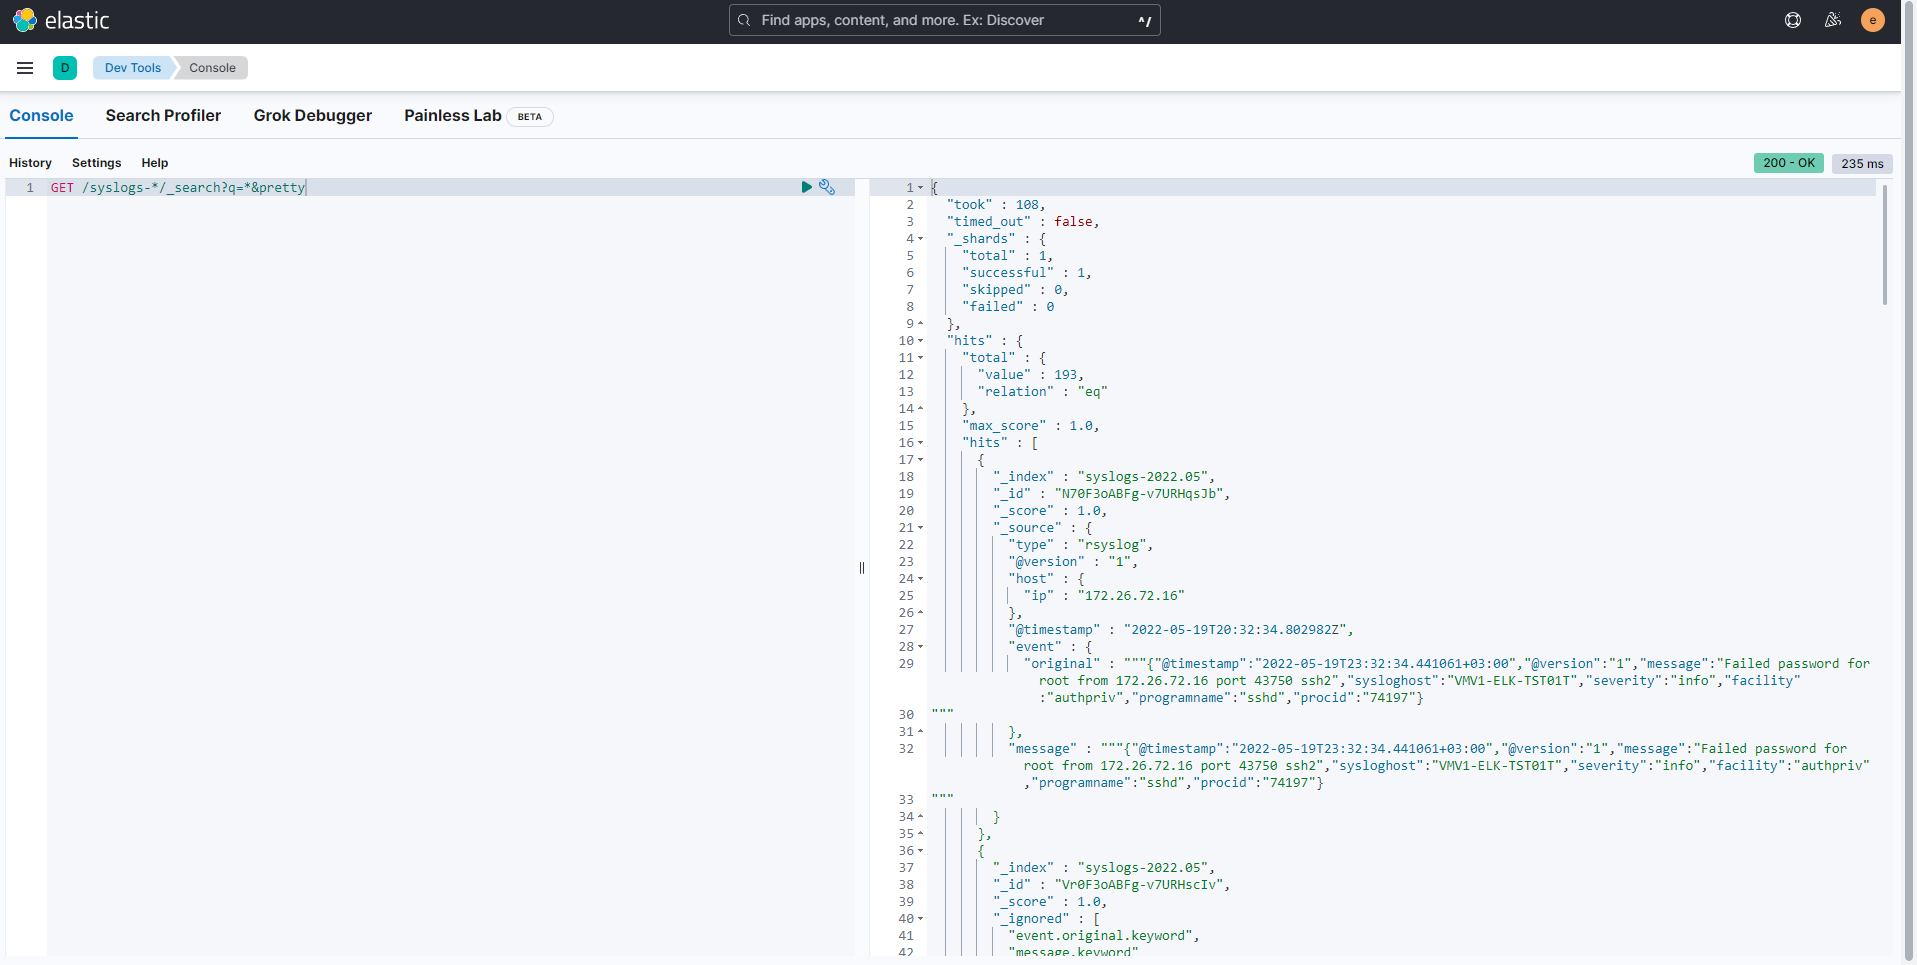 elastic
Find apps, content, and more. Ex: Discover
^/
e
D
Dev Tools
Console
Console
Search Profiler
Grok Debugger
Painless Lab
BETA
History
Settings
Help
200 - OK
235 ms
1 GET /syslogs-*/_search?q=*&pretty
1 {
2 "took" : 108,
3 "timed_out" : false,
4 "_shards" : {
5 "total" : 1,
6 "successful" : 1,
7 "skipped" : 0,
8 "failed" : 0
9 },
10 "hits" : {
11 "total" : {
12 "value" : 193,
13 "relation" : "eq"
14 },
15 "max_score" : 1.0,
16 "hits" : [
17 {
18 "_index" : "syslogs-2022.05",
19 "_id" : "N70F3oABFg-v7URHqsJb",
20 "_score" : 1.0,
21 "_source" : {
22 "type" : "rsyslog",
23 "@version" : "1",
24 "host" : {
25 "ip" : "172.26.72.16"
26 },
27 "@timestamp" : "2022-05-19T20:32:34.802982Z",
28 "event" : {
29 "original" : """{"@timestamp":"2022-05-19T23:32:34.441061+03:00","@version":"1","message":"Failed password for
root from 172.26.72.16 port 43750 ssh2","sysloghost":"VMV1-ELK-TST01T","severity":"info","facility"
:"authpriv","programname":"sshd","procid":"74197"}
30 """
31 },
32 "message" : """{"@timestamp":"2022-05-19T23:32:34.441061+03:00","@version":"1","message":"Failed password for
root from 172.26.72.16 port 43750 ssh2","sysloghost":"VMV1-ELK-TST01T","severity":"info","facility":"authpriv"
,"programname":"sshd","procid":"74197"}
33 """
34 }
35 },
36 {
37 "_index" : "syslogs-2022.05",
38 "_id" : "Vr0F3oABFg-v7URHscIv",
39 "_score" : 1.0,
40 "_ignored" : [
41 "event.original.keyword",
42 "message.keyword"